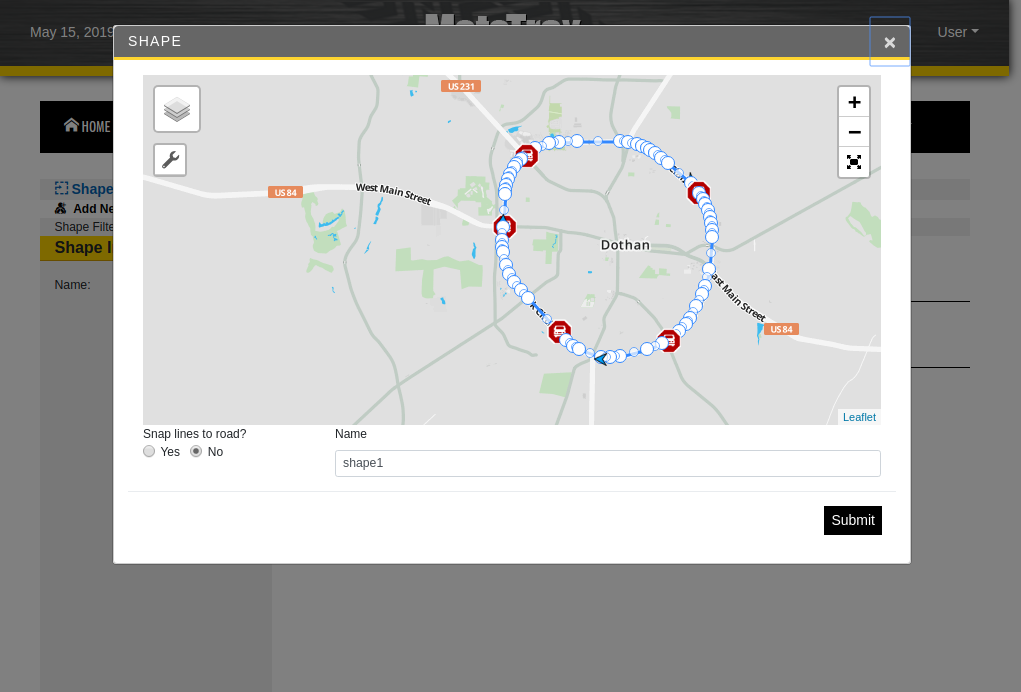 May 15, 2019
MotoTrax
User
SHAPE
×
HOME
Shape
Add Ne
Shape Filte
Shape I
Name:
US 231
+
−
US 84
West Main Street
Dothan
ast Main Street
US 84
Leaflet
Snap lines to road?
Yes
No
Name
shape1
Submit